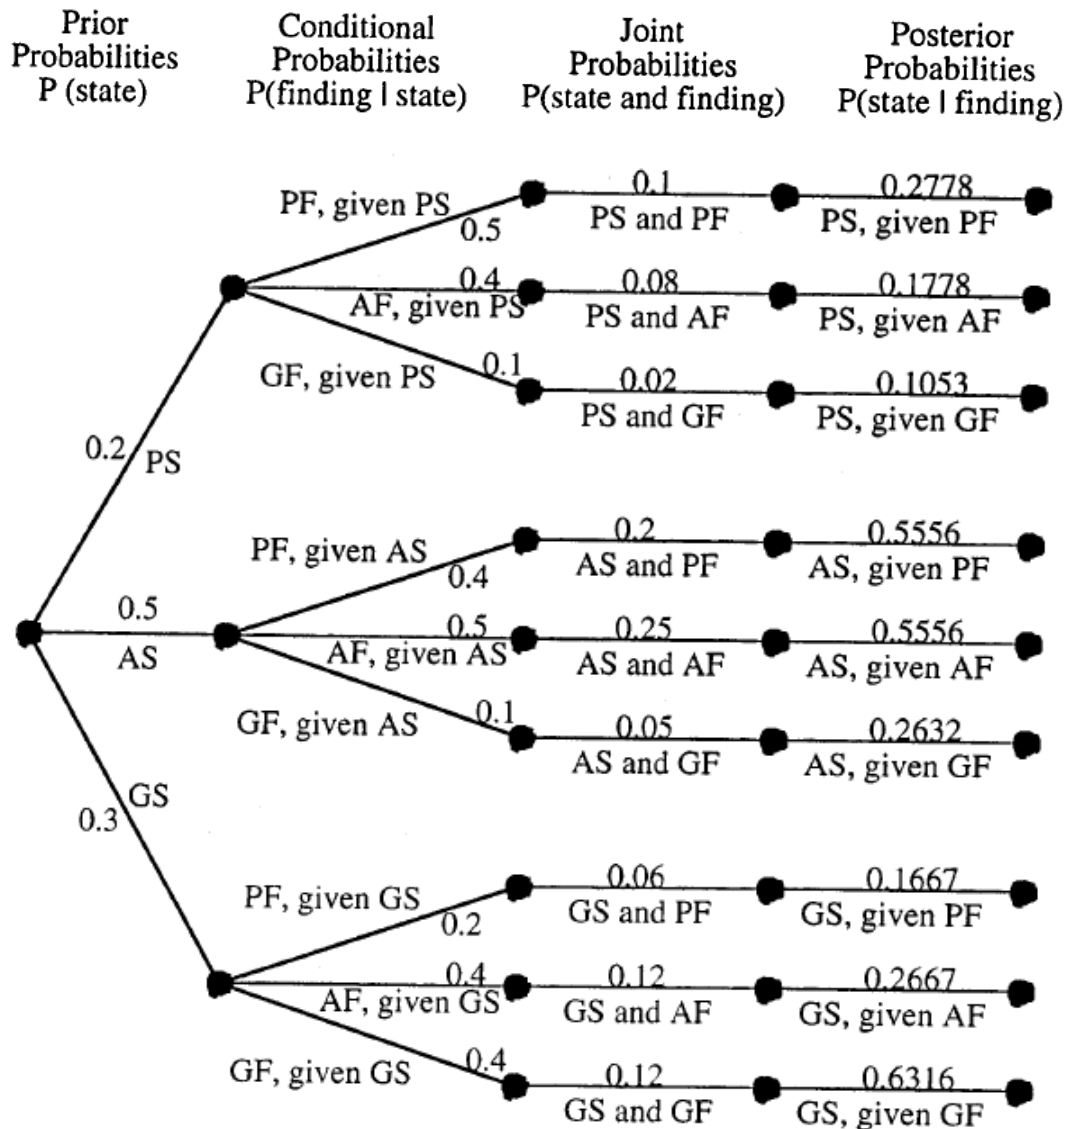 Prior
Probabilities
P (state)
Conditional
Probabilities
P(finding | state)
Joint
Probabilities
P(state and finding)
Posterior
Probabilities
P(state | finding)
PF, given PS
0.5
0.1
PS and PF
0.2778
PS, given PF
0.4
AF, given PS
0.08
PS and AF
0.1778
PS, given AF
GF, given PS
0.1
0.02
PS and GF
0.1053
PS, given GF
0.2
PS
PF, given AS
0.4
0.2
AS and PF
0.5556
AS, given PF
0.5
AS
0.5
AF, given AS
0.25
AS and AF
0.5556
AS, given AF
GF, given AS
0.1
0.05
AS and GF
0.2632
AS, given GF
GS
0.3
PF, given GS
0.2
0.06
GS and PF
0.1667
GS, given PF
0.4
AF, given GS
0.12
GS and AF
0.2667
GS, given AF
GF, given GS
0.4
0.12
GS and GF
0.6316
GS, given GF